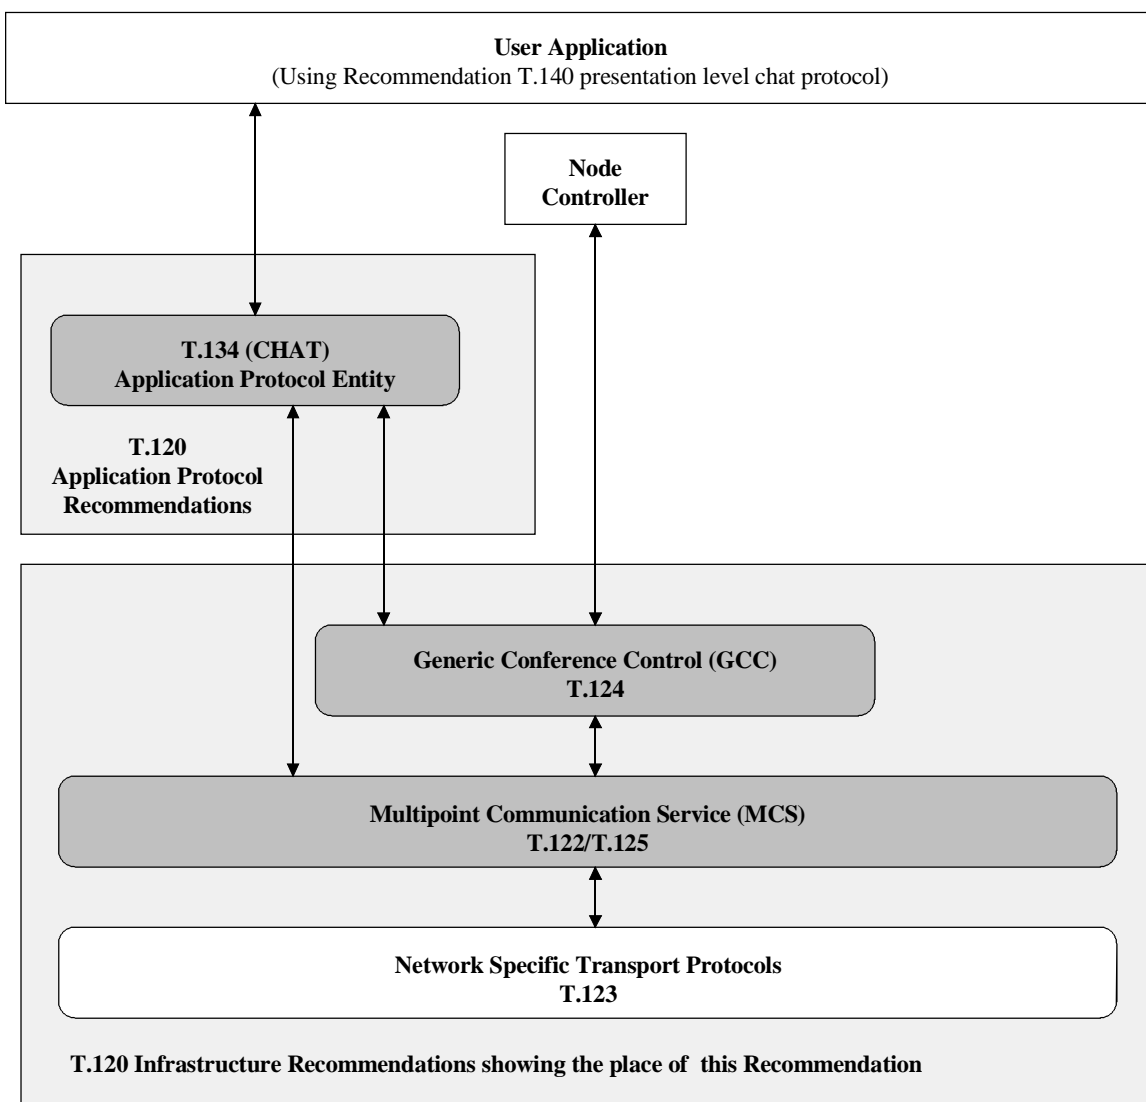 User Application
(Using Recommendation T.140 presentation level chat protocol)
Node
Controller
T.134 (CHAT)
Application Protocol Entity
T.120
Application Protocol
Recommendations
Generic Conference Control (GCC)
T.124
Multipoint Communication Service (MCS)
T.122/T.125
Network Specific Transport Protocols
T.123
T.120 Infrastructure Recommendations showing the place of this Recommendation